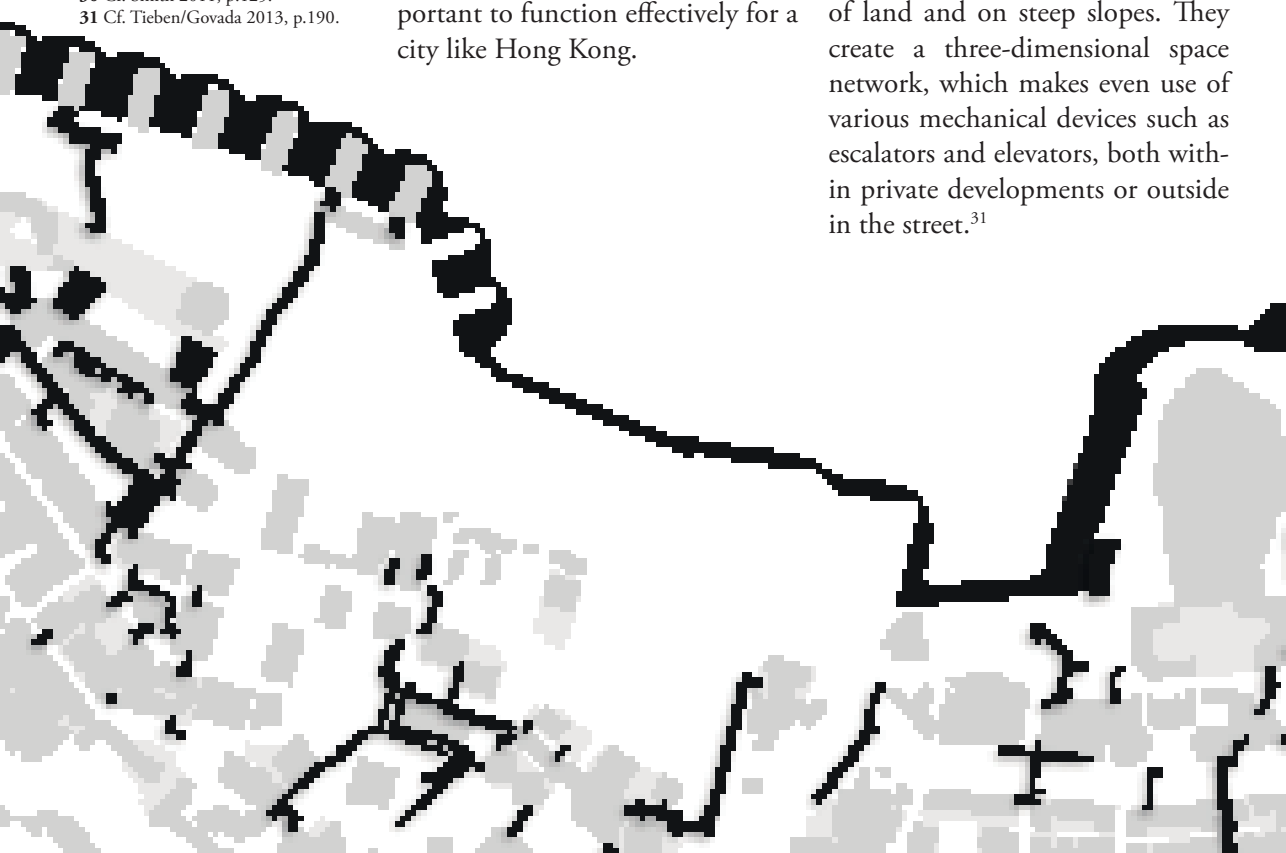 31 Cf. Tieben/Govada 2013, p.190.
portant to function effectively for a
city like Hong Kong.
of land and on steep slopes. They
create a three-dimensional space
network, which makes even use of
various mechanical devices such as
escalators and elevators, both with-
in private developments or outside
in the street.31